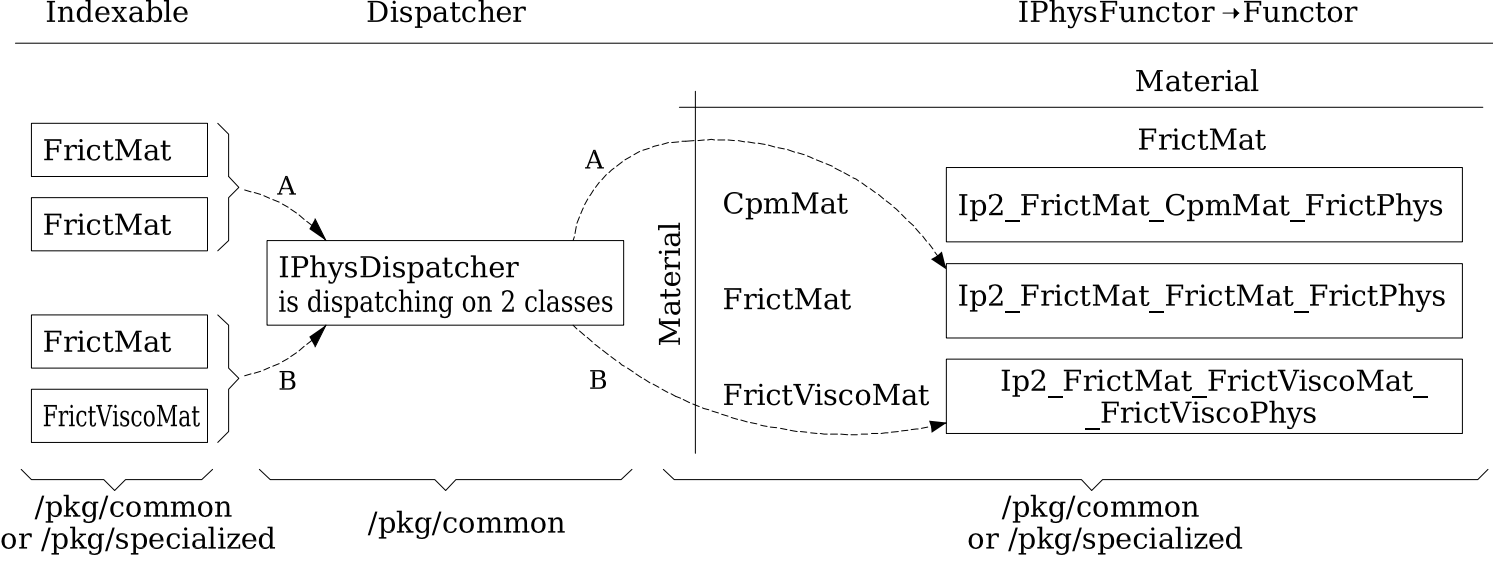 Indexable
Dispatcher
IPhysFunctor→Functor
Material
FrictMat
FrictMat
FrictMat
A
A
CpmMat
Ip2_FrictMat_CpmMat_FrictPhys
IPhysDispatcher
is dispatching on 2 classes
Material
FrictMat
Ip2_FrictMat_FrictMat_FrictPhys
FrictMat
FrictViscoMat
B
B
FrictViscoMat
Ip2_FrictMat_FrictViscoMat_
_FrictViscoPhys
/pkg/common
or /pkg/specialized
/pkg/common
/pkg/common
or /pkg/specialized